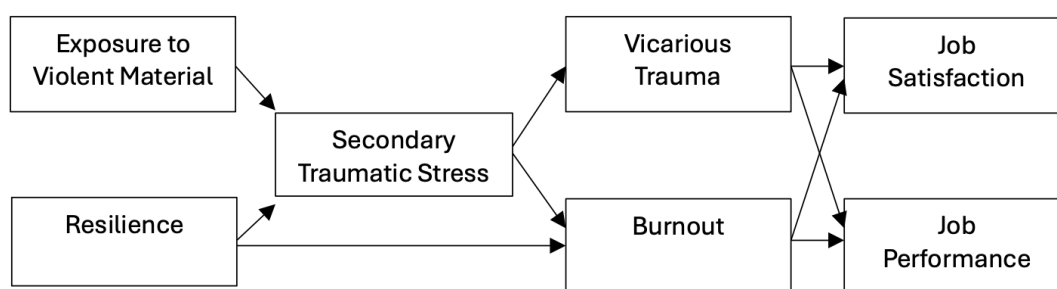 Exposure to
Violent Material
Vicarious
Trauma
Job
Satisfaction
Secondary
Traumatic Stress
Resilience
Burnout
Job
Performance